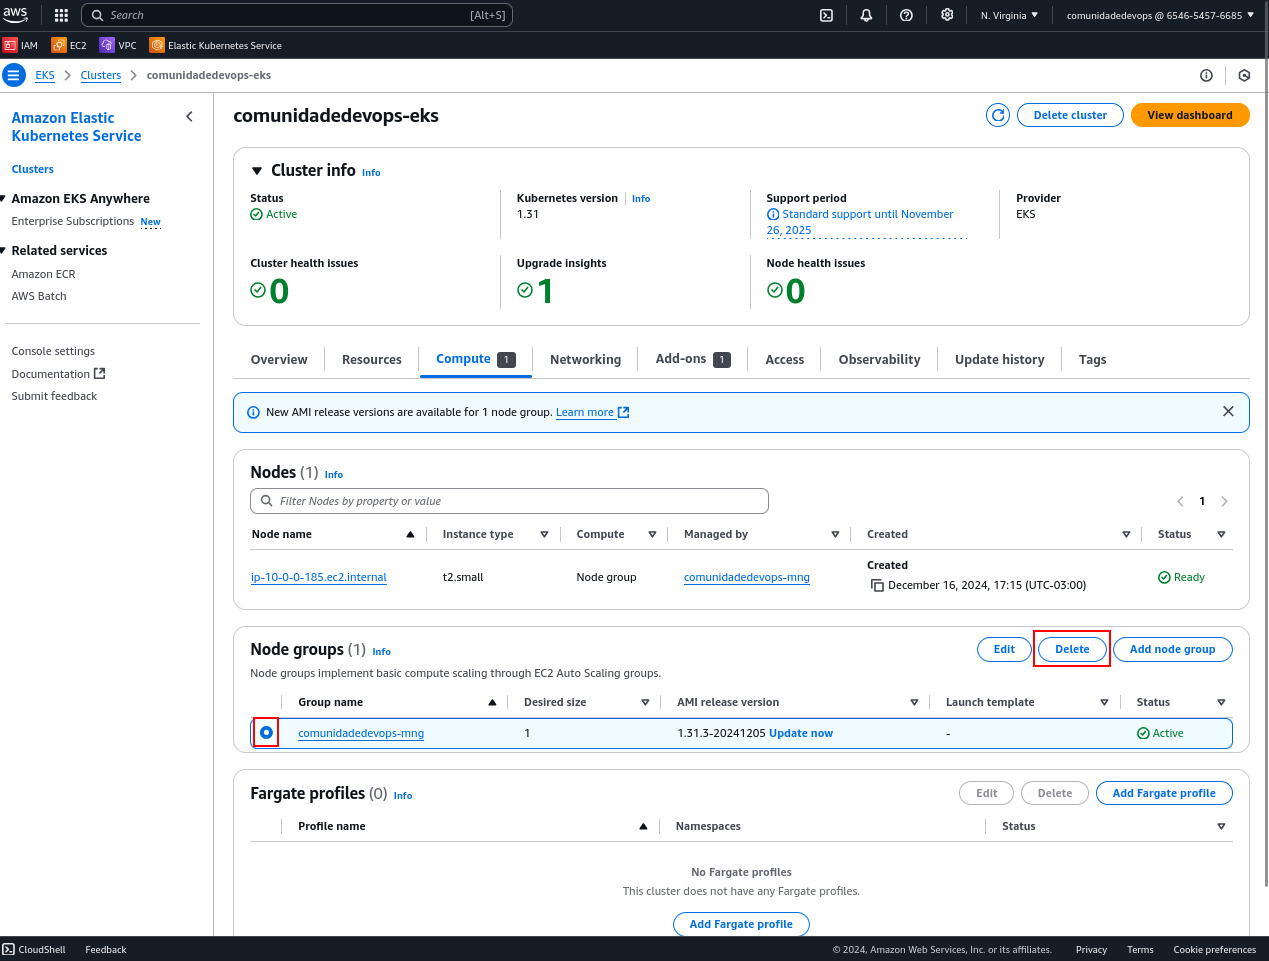 aws Search [Alt+S] N. Virginia comunidadedevops @ 6546-5457-6685
IAM EC2 VPC Elastic Kubernetes Service
EKS Clusters comunidadedevops-eks
Amazon Elastic
Kubernetes Service
Clusters
Amazon EKS Anywhere
Enterprise Subscriptions New
Related services
Amazon ECR
AWS Batch
Console settings
Documentation
Submit feedback
comunidadedevops-eks Delete cluster View dashboard
Cluster info Info
Status
Active
Kubernetes version Info
1.31
Support period
Standard support until November
26, 2025
Provider
EKS
Cluster health issues
0
Upgrade insights
1
Node health issues
0
Overview Resources Compute 1 Networking Add-ons 1 Access Observability Update history Tags
New AMI release versions are available for 1 node group. Learn more
Nodes (1) Info
Filter Nodes by property or value 1
Node name Instance type Compute Managed by Created Status
Created
ip-10-0-0-185.ec2.internal t2.small Node group comunidadedevops-mng December 16, 2024, 17:15 (UTC-03:00) Ready
Node groups (1) Info Edit Delete Add node group
Node groups implement basic compute scaling through EC2 Auto Scaling groups.
Group name Desired size AMI release version Launch template Status
comunidadedevops-mng 1 1.31.3-20241205 Update now - Active
Fargate profiles (0) Info Edit Delete Add Fargate profile
Profile name Namespaces Status
No Fargate profiles
This cluster does not have any Fargate profiles.
Add Fargate profile
CloudShell Feedback © 2024, Amazon Web Services, Inc. or its affiliates. Privacy Terms Cookie preferences